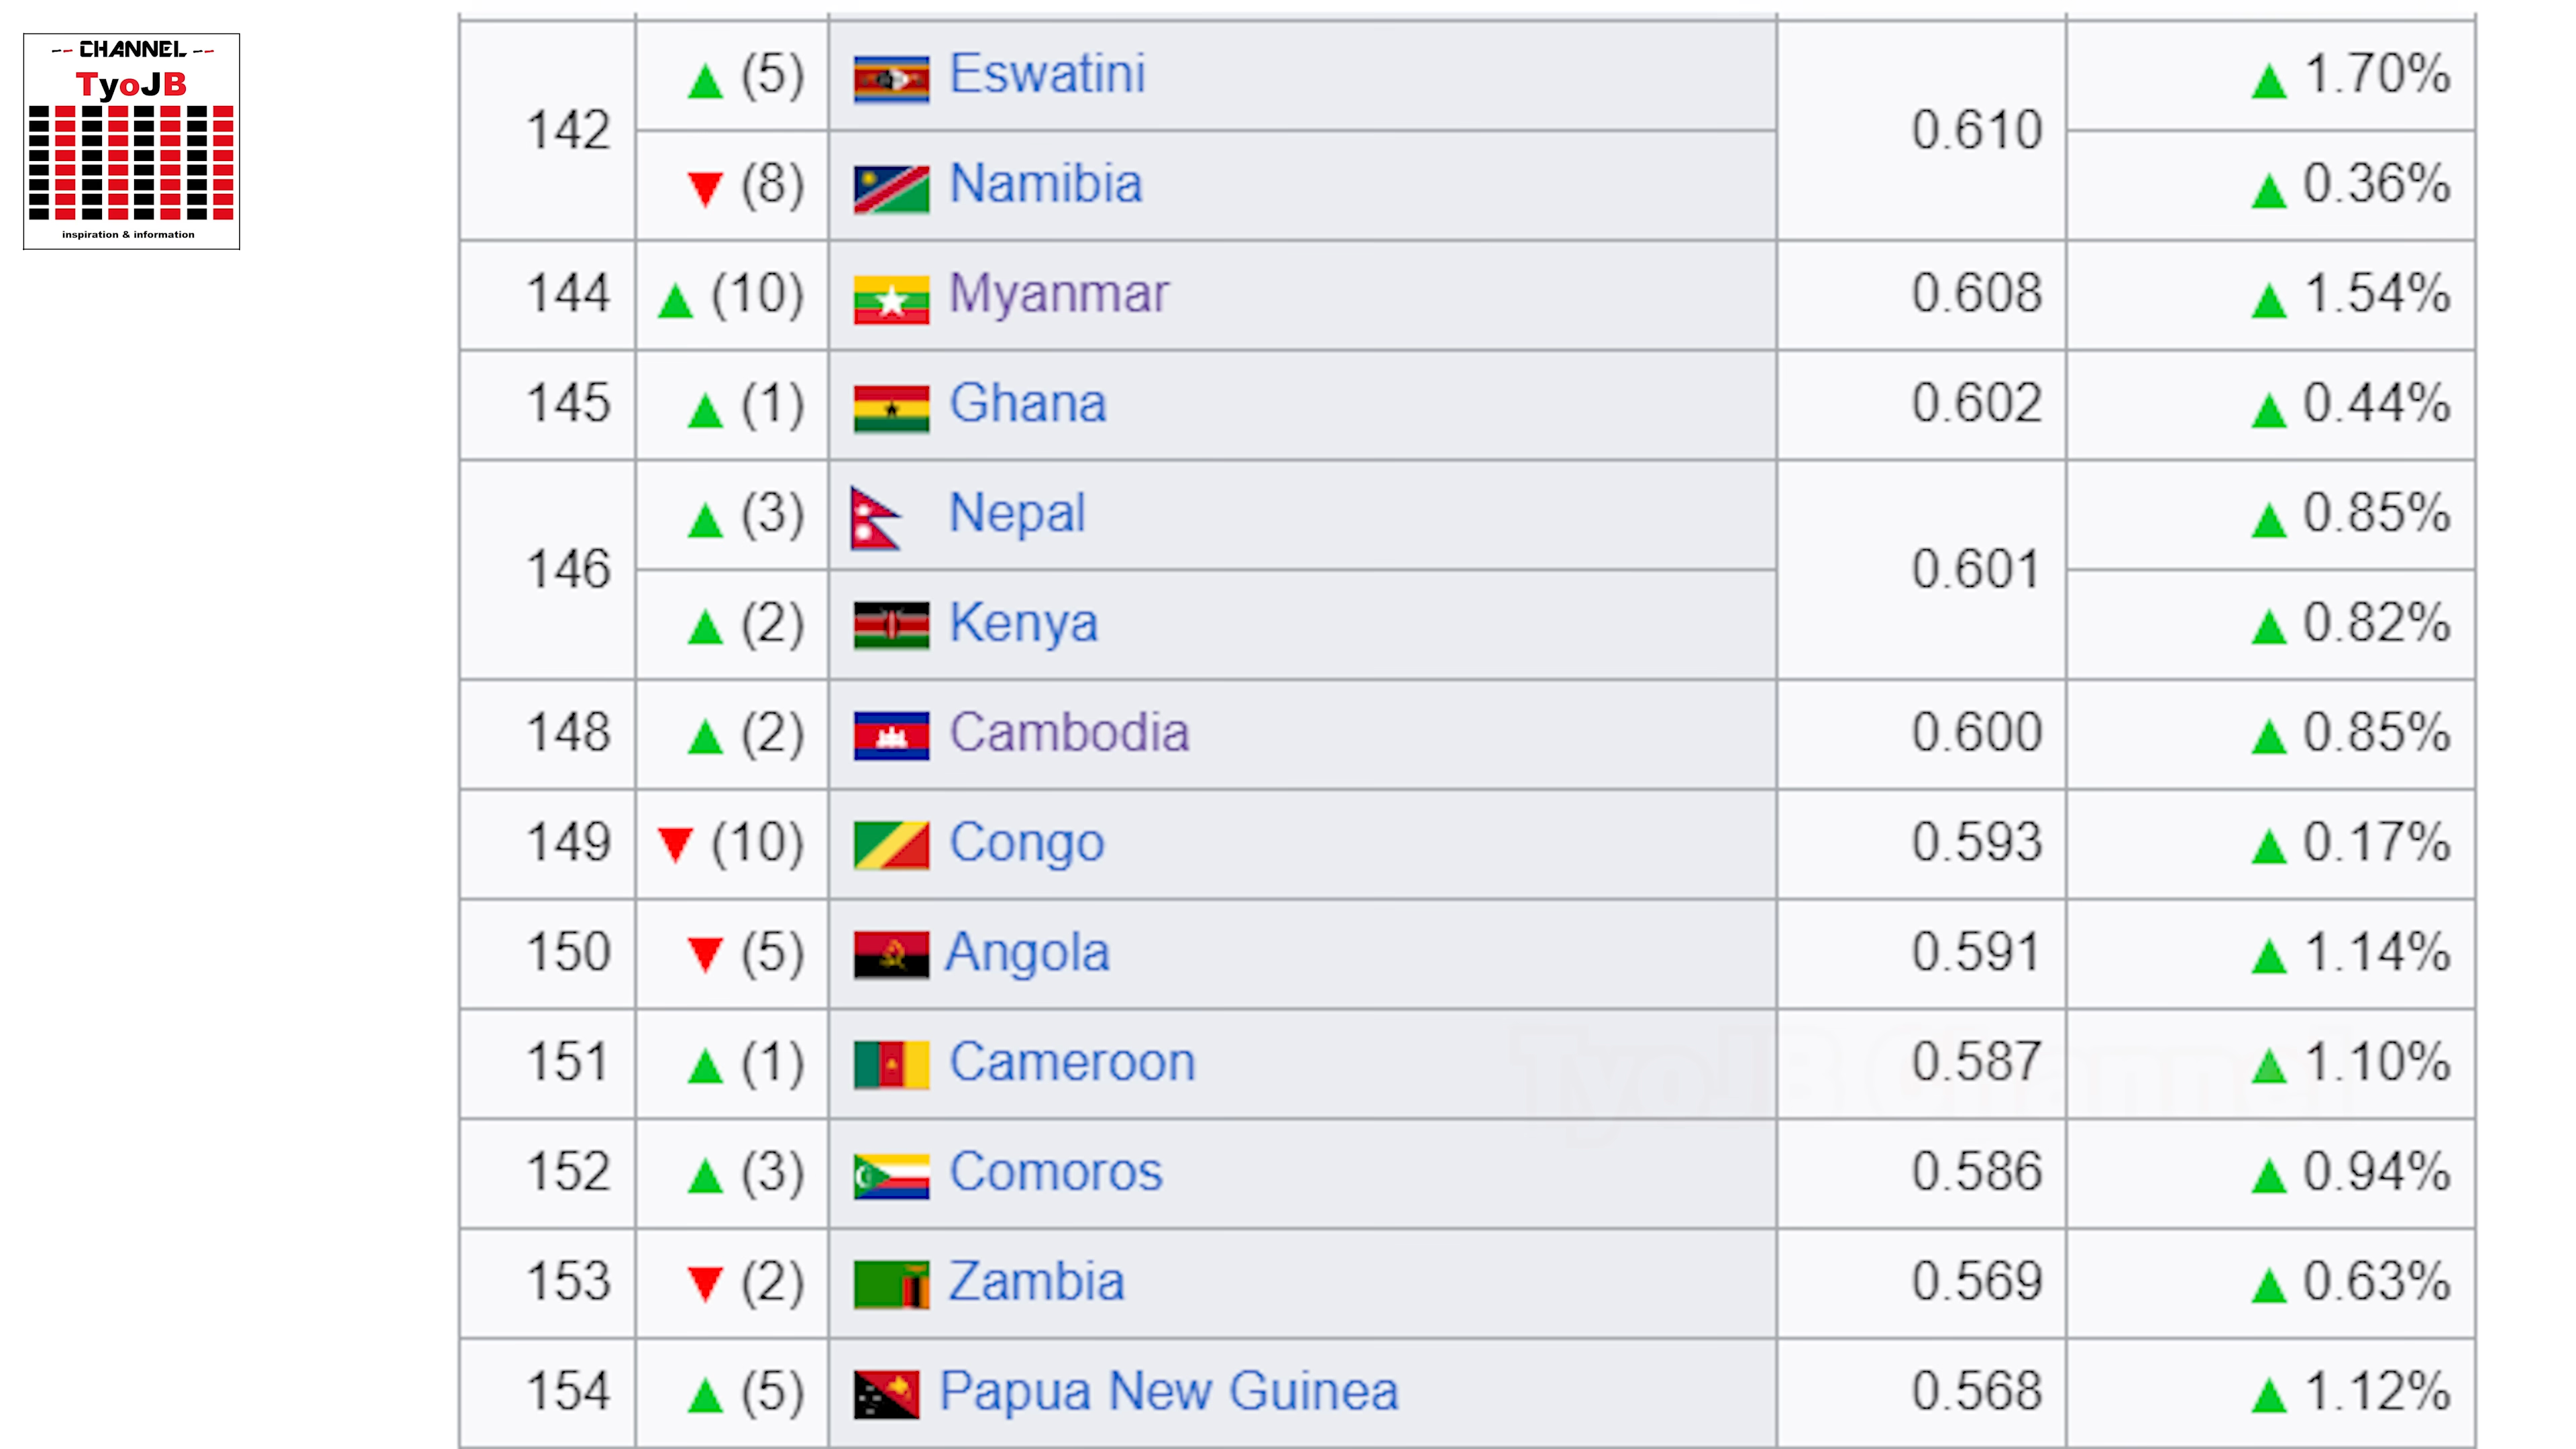 -- CHANNEL --
TyoJB
inspiration & information
142 ▲ (5) Eswatini 0.610 ▲ 1.70%
▼ (8) Namibia ▲ 0.36%
144 ▲ (10) Myanmar 0.608 ▲ 1.54%
145 ▲ (1) Ghana 0.602 ▲ 0.44%
146 ▲ (3) Nepal 0.601 ▲ 0.85%
▲ (2) Kenya ▲ 0.82%
148 ▲ (2) Cambodia 0.600 ▲ 0.85%
149 ▼ (10) Congo 0.593 ▲ 0.17%
150 ▼ (5) Angola 0.591 ▲ 1.14%
151 ▲ (1) Cameroon 0.587 ▲ 1.10%
TyoJB Channel
152 ▲ (3) Comoros 0.586 ▲ 0.94%
153 ▼ (2) Zambia 0.569 ▲ 0.63%
154 ▲ (5) Papua New Guinea 0.568 ▲ 1.12%